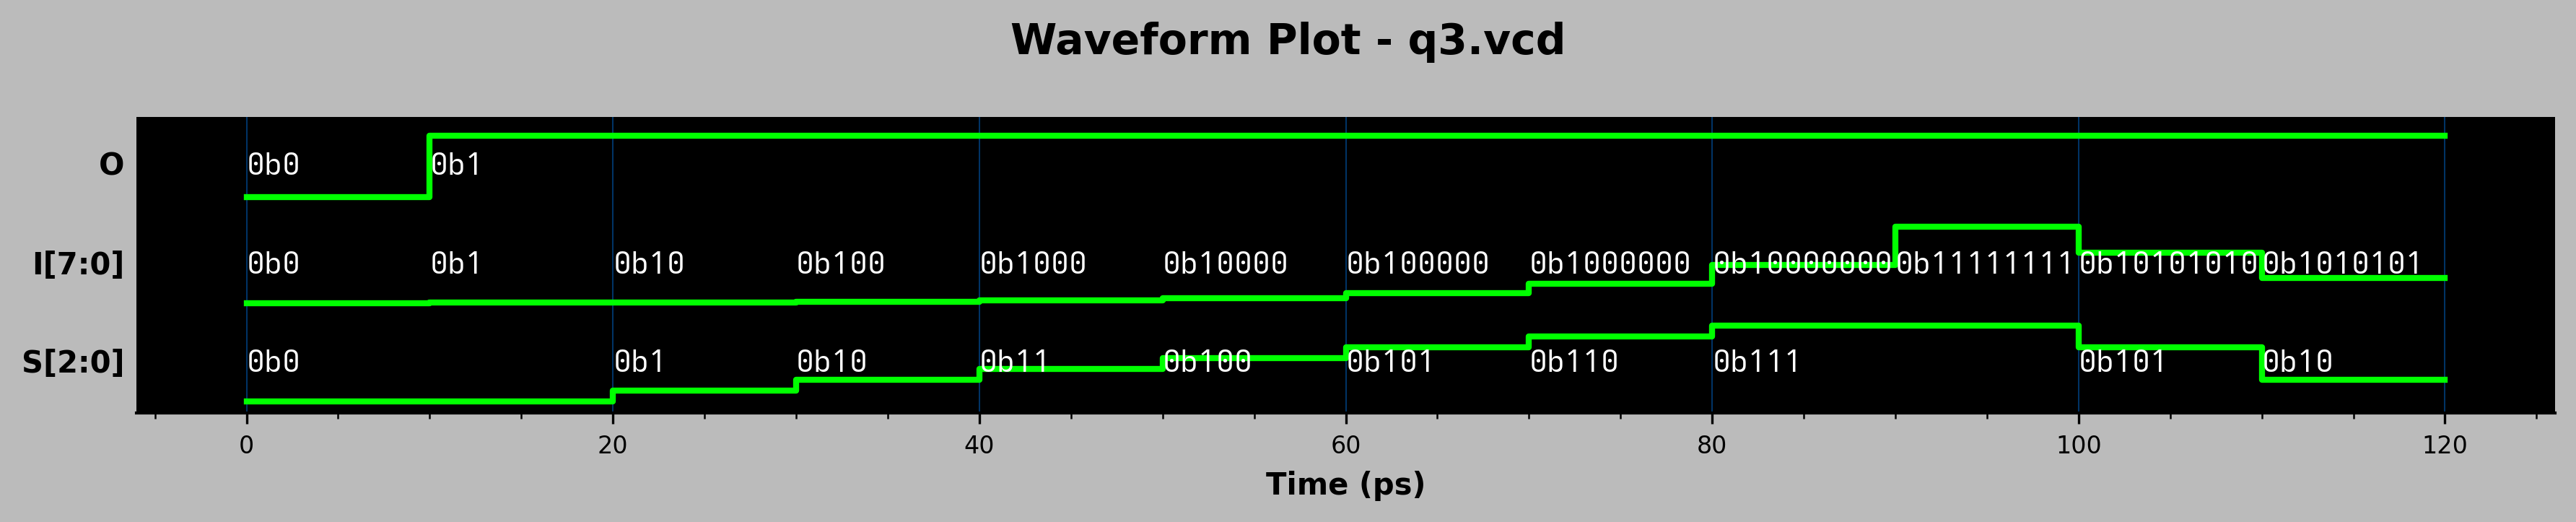 Waveform Plot - q3.vcd
O 0b0 0b1
I[7:0] 0b0 0b1 0b10 0b100 0b1000 0b10000 0b100000 0b1000000 0b10000000 0b11111111 0b10101010 0b1010101
S[2:0] 0b0 0b1 0b10 0b11 0b100 0b101 0b110 0b111 0b101 0b10
0 20 40 60 80 100 120
Time (ps)